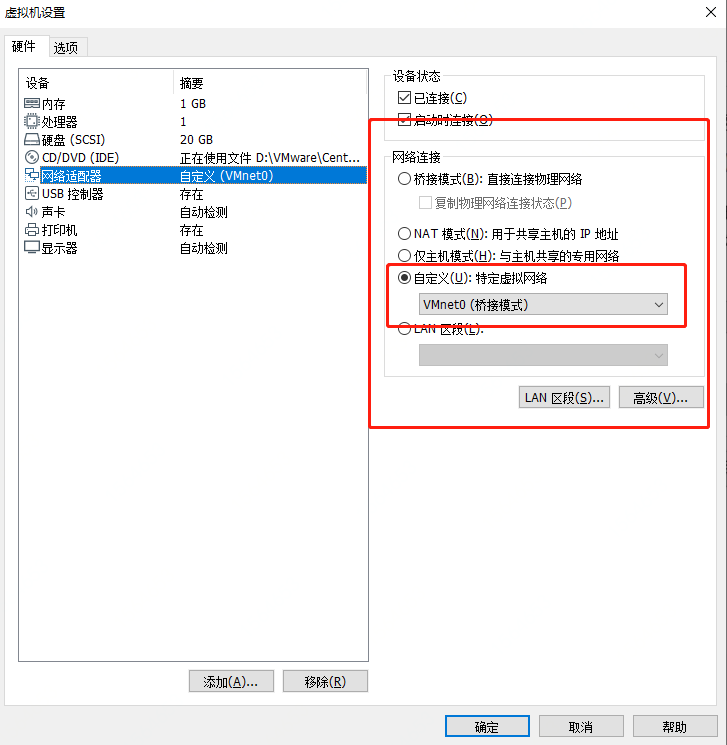 虚拟机设置
硬件 选项
设备 摘要
内存 1 GB
处理器 1
硬盘 (SCSI) 20 GB
CD/DVD (IDE) 正在使用文件 D:\VMware\Cent...
网络适配器 自定义 (VMnet0)
USB 控制器 存在
声卡 自动检测
打印机 存在
显示器 自动检测
添加(A)... 移除(R)
设备状态
已连接(C)
启动时连接(O)
网络连接
桥接模式(B): 直接连接物理网络
复制物理网络连接状态(P)
NAT 模式(N): 用于共享主机的 IP 地址
仅主机模式(H): 与主机共享的专用网络
自定义(U): 特定虚拟网络
VMnet0 (桥接模式)
LAN 区段(L):
LAN 区段(S)... 高级(V)...
确定 取消 帮助